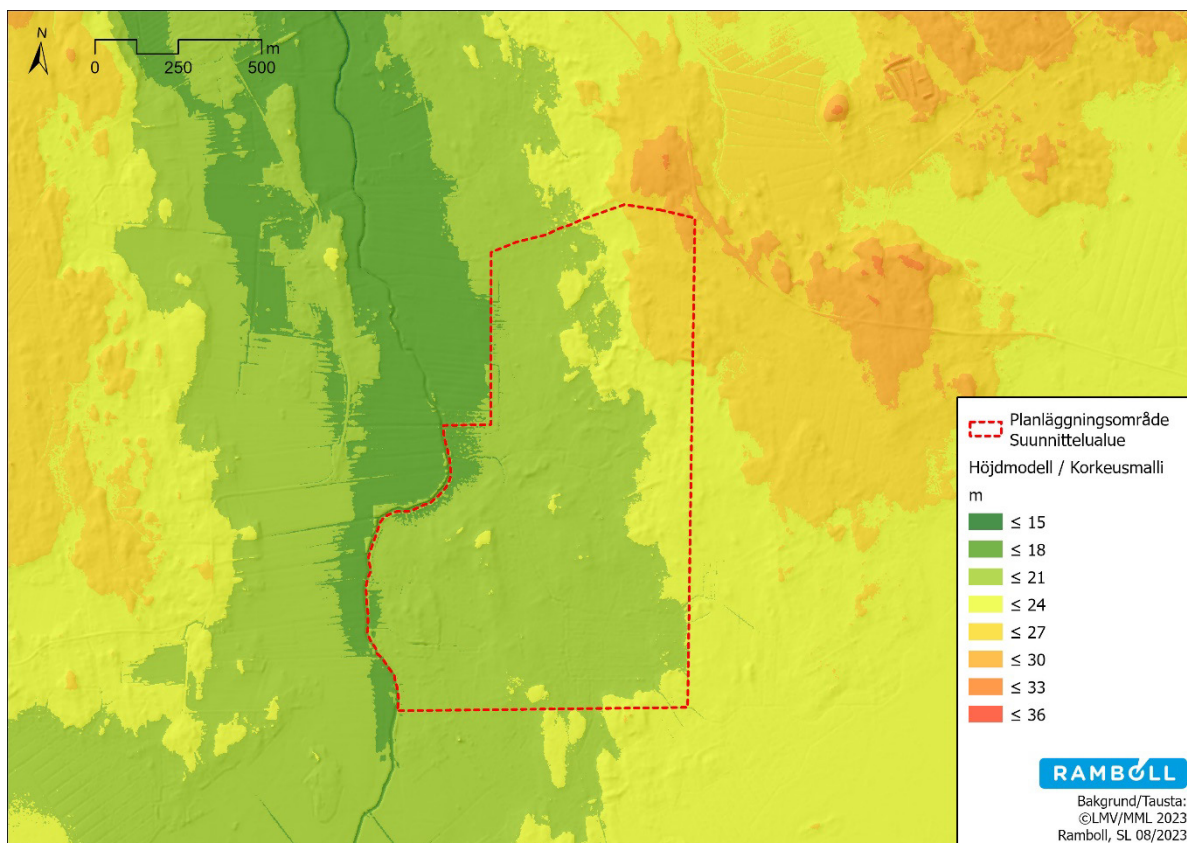 N
m
0 250 500
Planläggningsområde
Suunnittelualue
Höjdmodell / Korkeusmalli
m
≤ 15
≤ 18
≤ 21
≤ 24
≤ 27
≤ 30
≤ 33
≤ 36
RAMBOLL
Bakgrund/Tausta:
©LMV/MML 2023
Ramboll, SL 08/2023